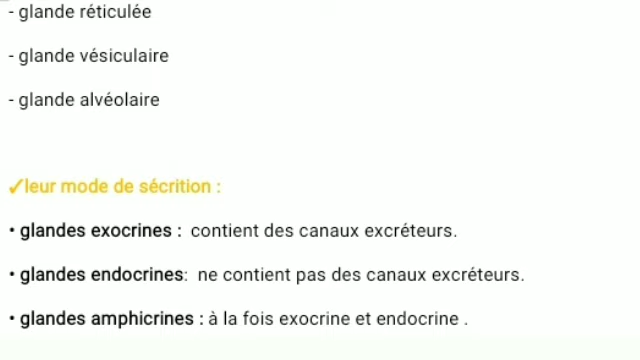 - glande réticulée
- glande vésiculaire
- glande alvéolaire
✓leur mode de sécrition :
• glandes exocrines : contient des canaux excréteurs.
• glandes endocrines: ne contient pas des canaux excréteurs.
• glandes amphicrines : à la fois exocrine et endocrine .